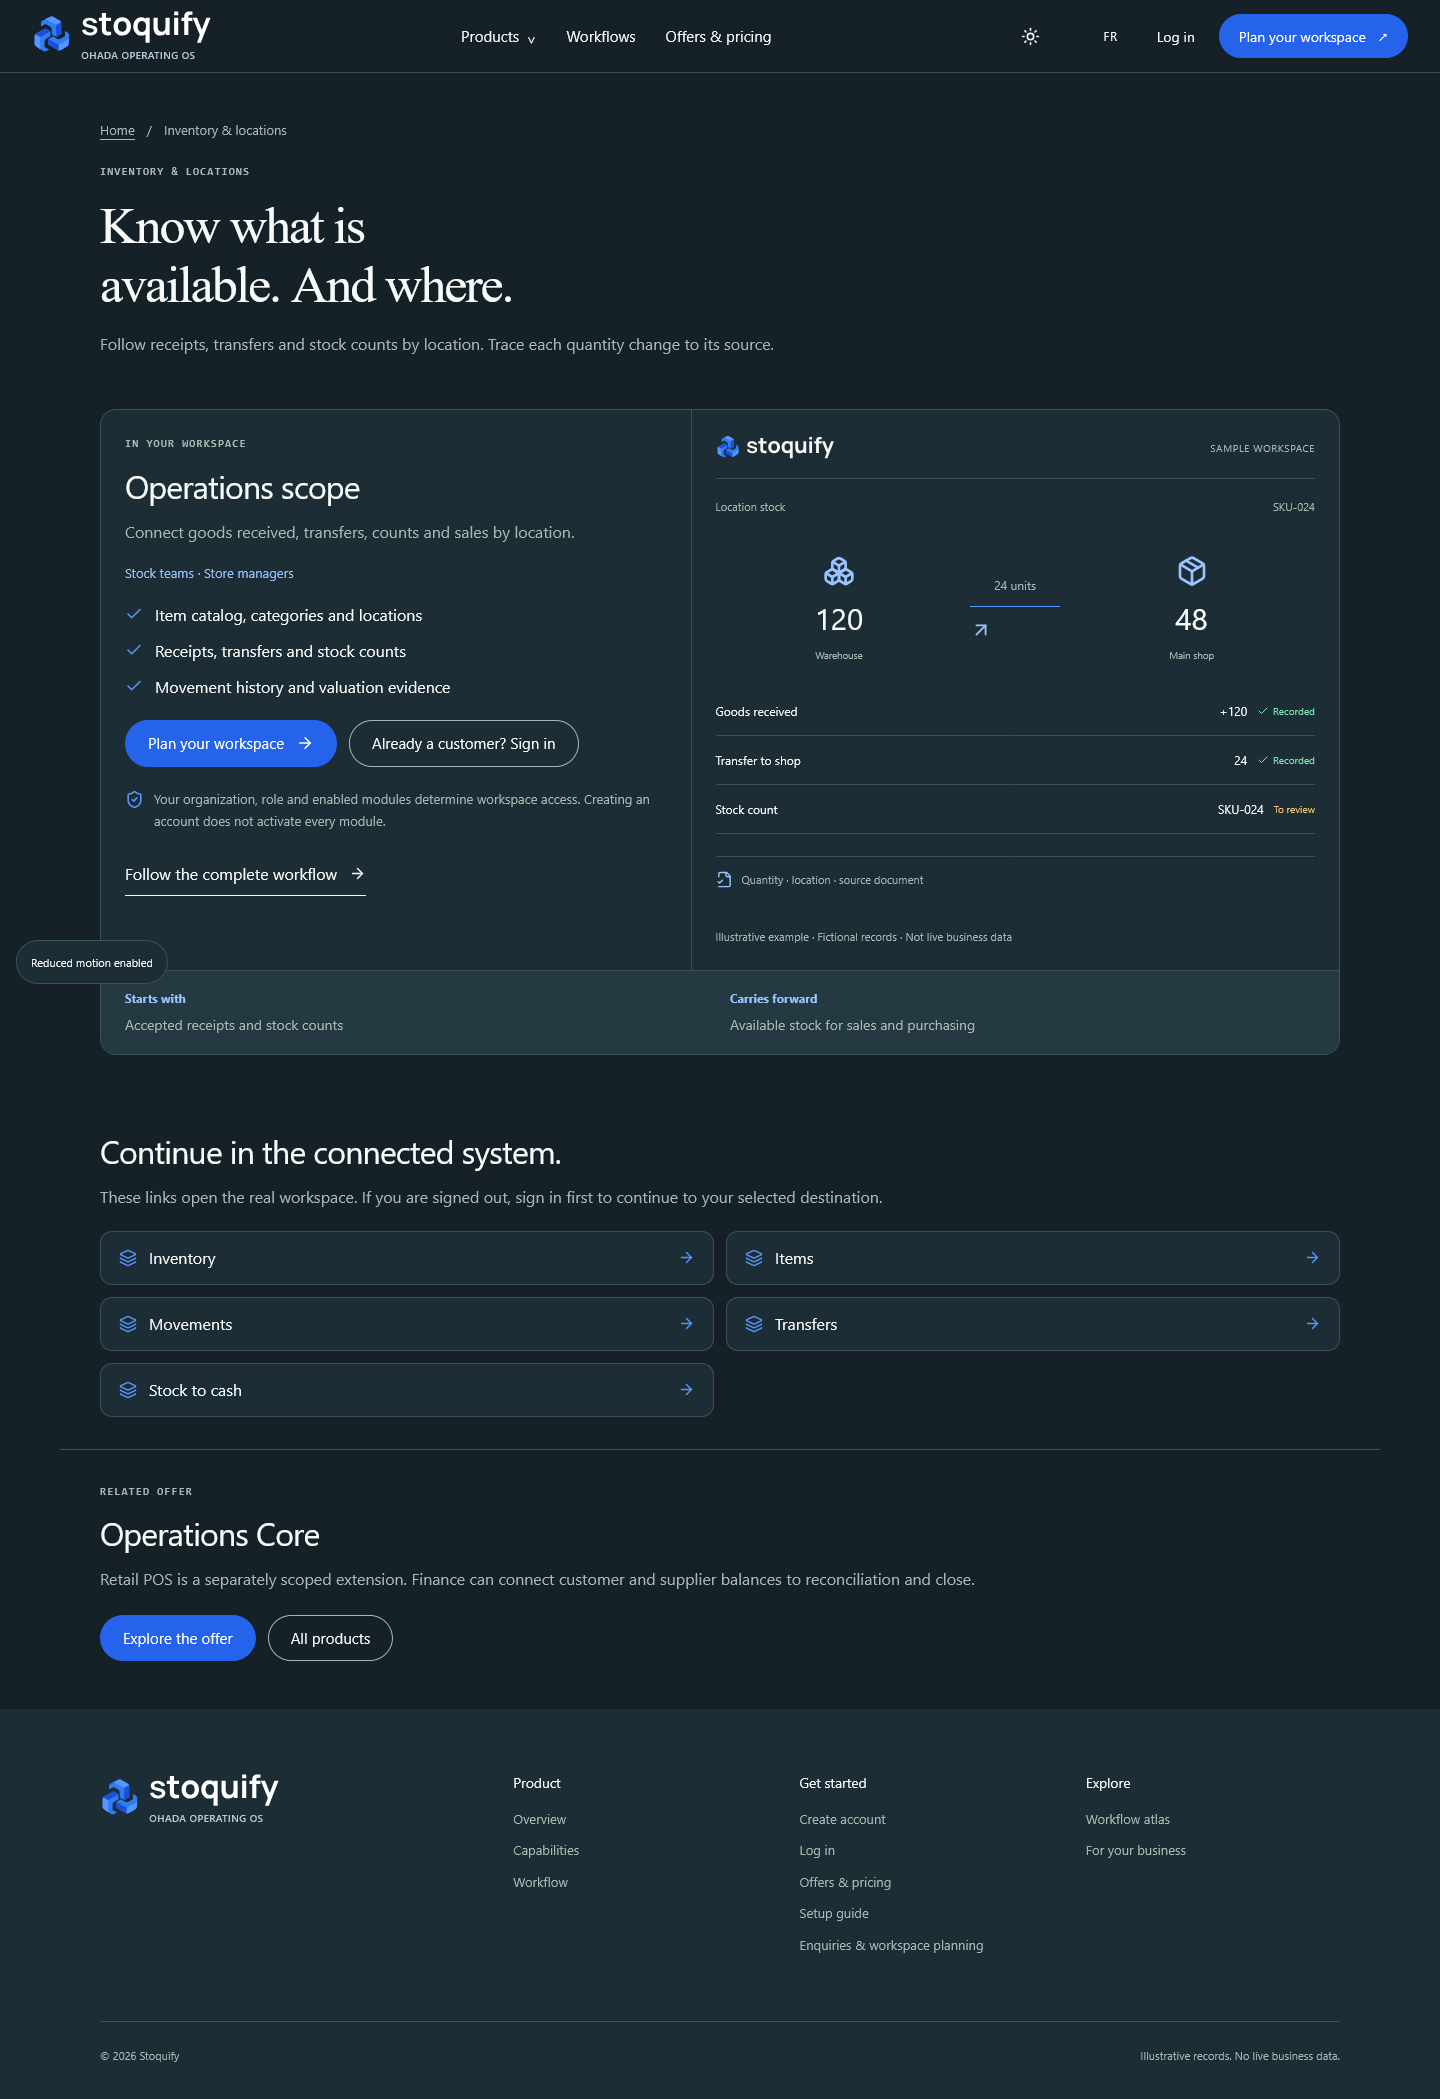 stoquify
OHADA OPERATING OS
Products
Workflows
Offers & pricing
FR
Log in
Plan your workspace ↗
Home / Inventory & locations
INVENTORY & LOCATIONS
Know what is
available. And where.
Follow receipts, transfers and stock counts by location. Trace each quantity change to its source.
IN YOUR WORKSPACE
Operations scope
Connect goods received, transfers, counts and sales by location.
Stock teams · Store managers
Item catalog, categories and locations
Receipts, transfers and stock counts
Movement history and valuation evidence
Plan your workspace →
Already a customer? Sign in
Your organization, role and enabled modules determine workspace access. Creating an
account does not activate every module.
Follow the complete workflow →
stoquify
SAMPLE WORKSPACE
Location stock
SKU-024
120
Warehouse
24 units
48
Main shop
Goods received +120 Recorded
Transfer to shop 24 Recorded
Stock count SKU-024 To review
Quantity · location · source document
Illustrative example · Fictional records · Not live business data
Reduced motion enabled
Starts with
Accepted receipts and stock counts
Carries forward
Available stock for sales and purchasing
Continue in the connected system.
These links open the real workspace. If you are signed out, sign in first to continue to your selected destination.
Inventory
Items
Movements
Transfers
Stock to cash
RELATED OFFER
Operations Core
Retail POS is a separately scoped extension. Finance can connect customer and supplier balances to reconciliation and close.
Explore the offer
All products
stoquify
OHADA OPERATING OS
Product
Overview
Capabilities
Workflow
Get started
Create account
Log in
Offers & pricing
Setup guide
Enquiries & workspace planning
Explore
Workflow atlas
For your business
© 2026 Stoquify
Illustrative records. No live business data.